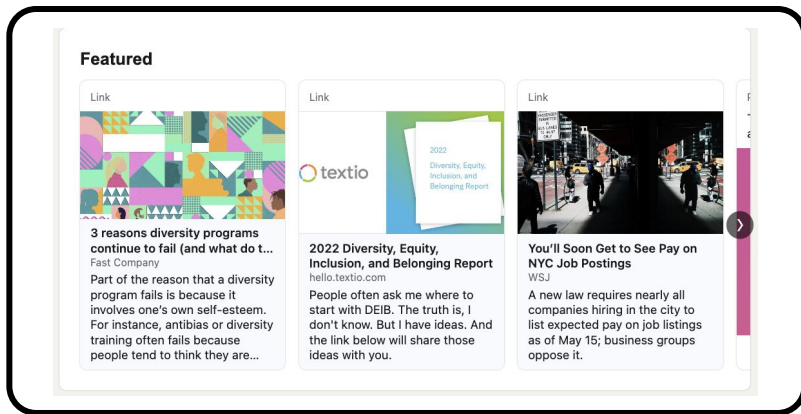 Featured
Link
3 reasons diversity programs
continue to fail (and what do t...
Fast Company
Part of the reason that a diversity
program fails is because it
involves one's own self-esteem.
For instance, antibias or diversity
training often fails because
people tend to think they are...
Link
textio
2022
Diversity, Equity,
Inclusion, and
Belonging Report
2022 Diversity, Equity,
Inclusion, and Belonging Report
hello.textio.com
People often ask me where to
start with DEIB. The truth is, I
don't know. But I have ideas. And
the link below will share those
ideas with you.
Link
You'll Soon Get to See Pay on
NYC Job Postings
WSJ
A new law requires nearly all
companies hiring in the city to
list expected pay on job listings
as of May 15; business groups
oppose it.